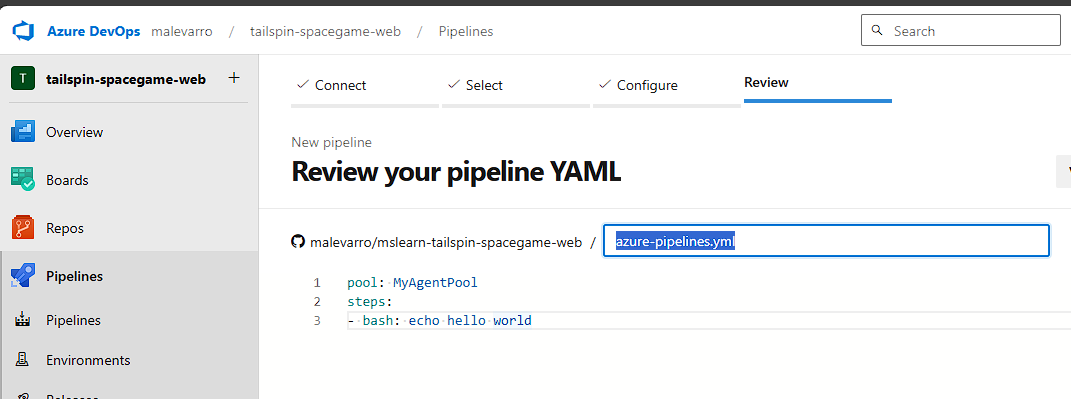 Azure DevOps malevarro / tailspin-spacegame-web / Pipelines Search
T tailspin-spacegame-web +
Connect Select Configure Review
Overview
New pipeline
Boards
Review your pipeline YAML
Repos
malevarro/mslearn-tailspin-spacegame-web / azure-pipelines.yml
Pipelines
1 pool: MyAgentPool
2 steps:
3 - bash: echo hello world
Pipelines
Environments